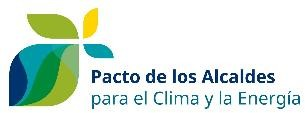 Pacto de los Alcaldes
para el Clima y la Energía